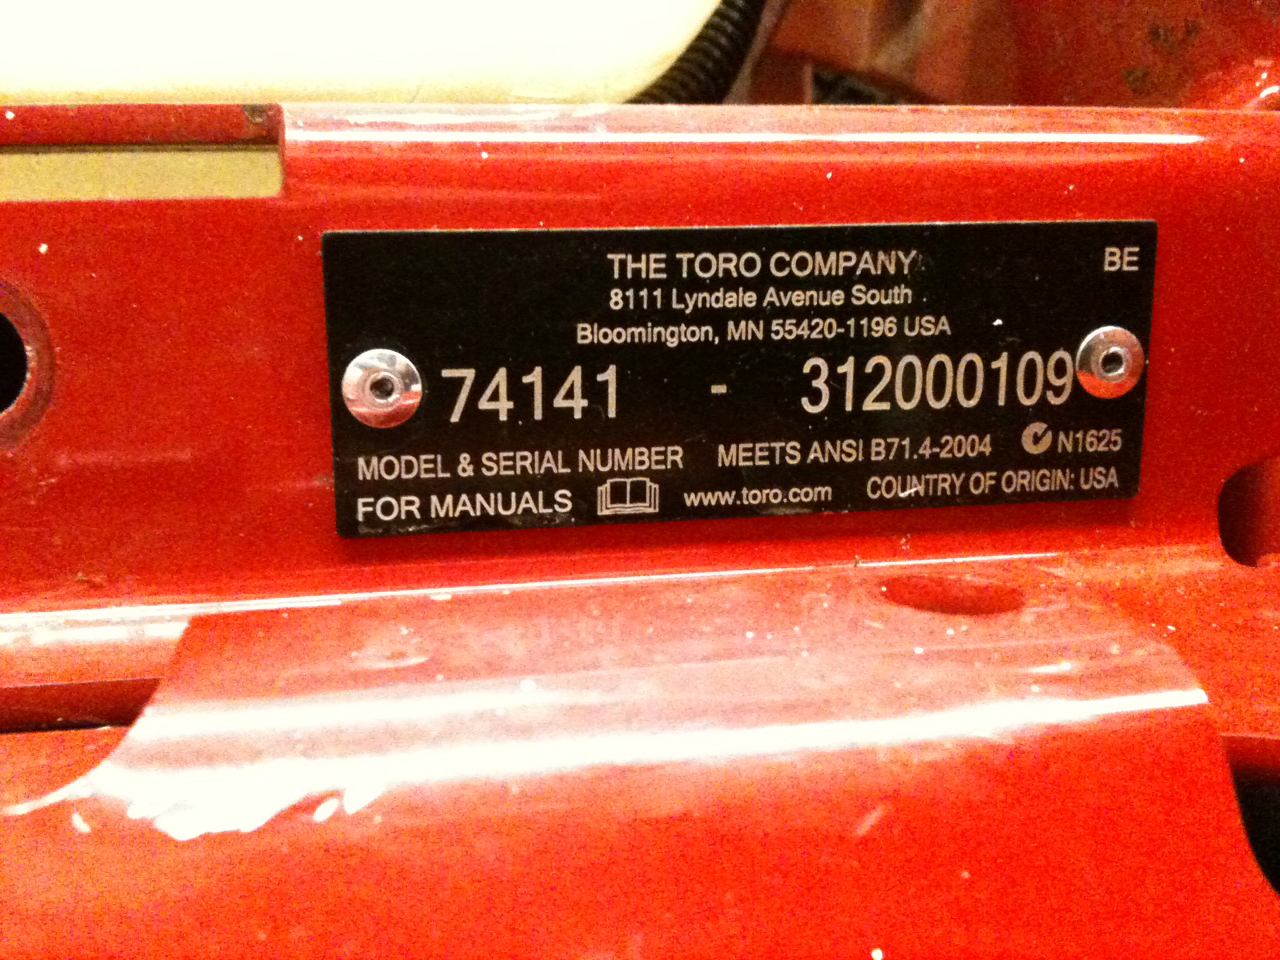 THE TORO COMPANY
BE
8111 Lyndale Avenue South
Bloomington, MN 55420-1196 USA
74141 - 312000109
MODEL & SERIAL NUMBER MEETS ANSI B71.4-2004 N1625
FOR MANUALS www.toro.com COUNTRY OF ORIGIN: USA